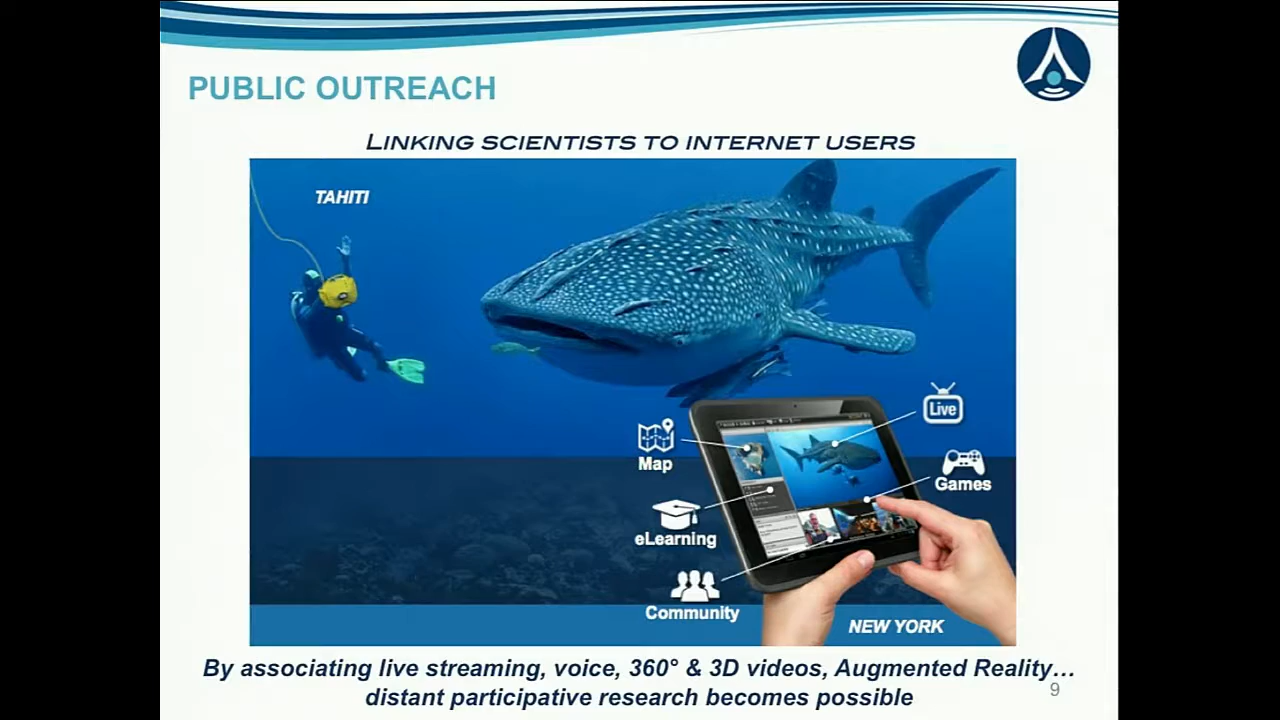 PUBLIC OUTREACH
LINKING SCIENTISTS TO INTERNET USERS
TAHITI
Live
Map
Games
eLearning
Community
NEW YORK
By associating live streaming, voice, 360° & 3D videos, Augmented Reality…
distant participative research becomes possible
9